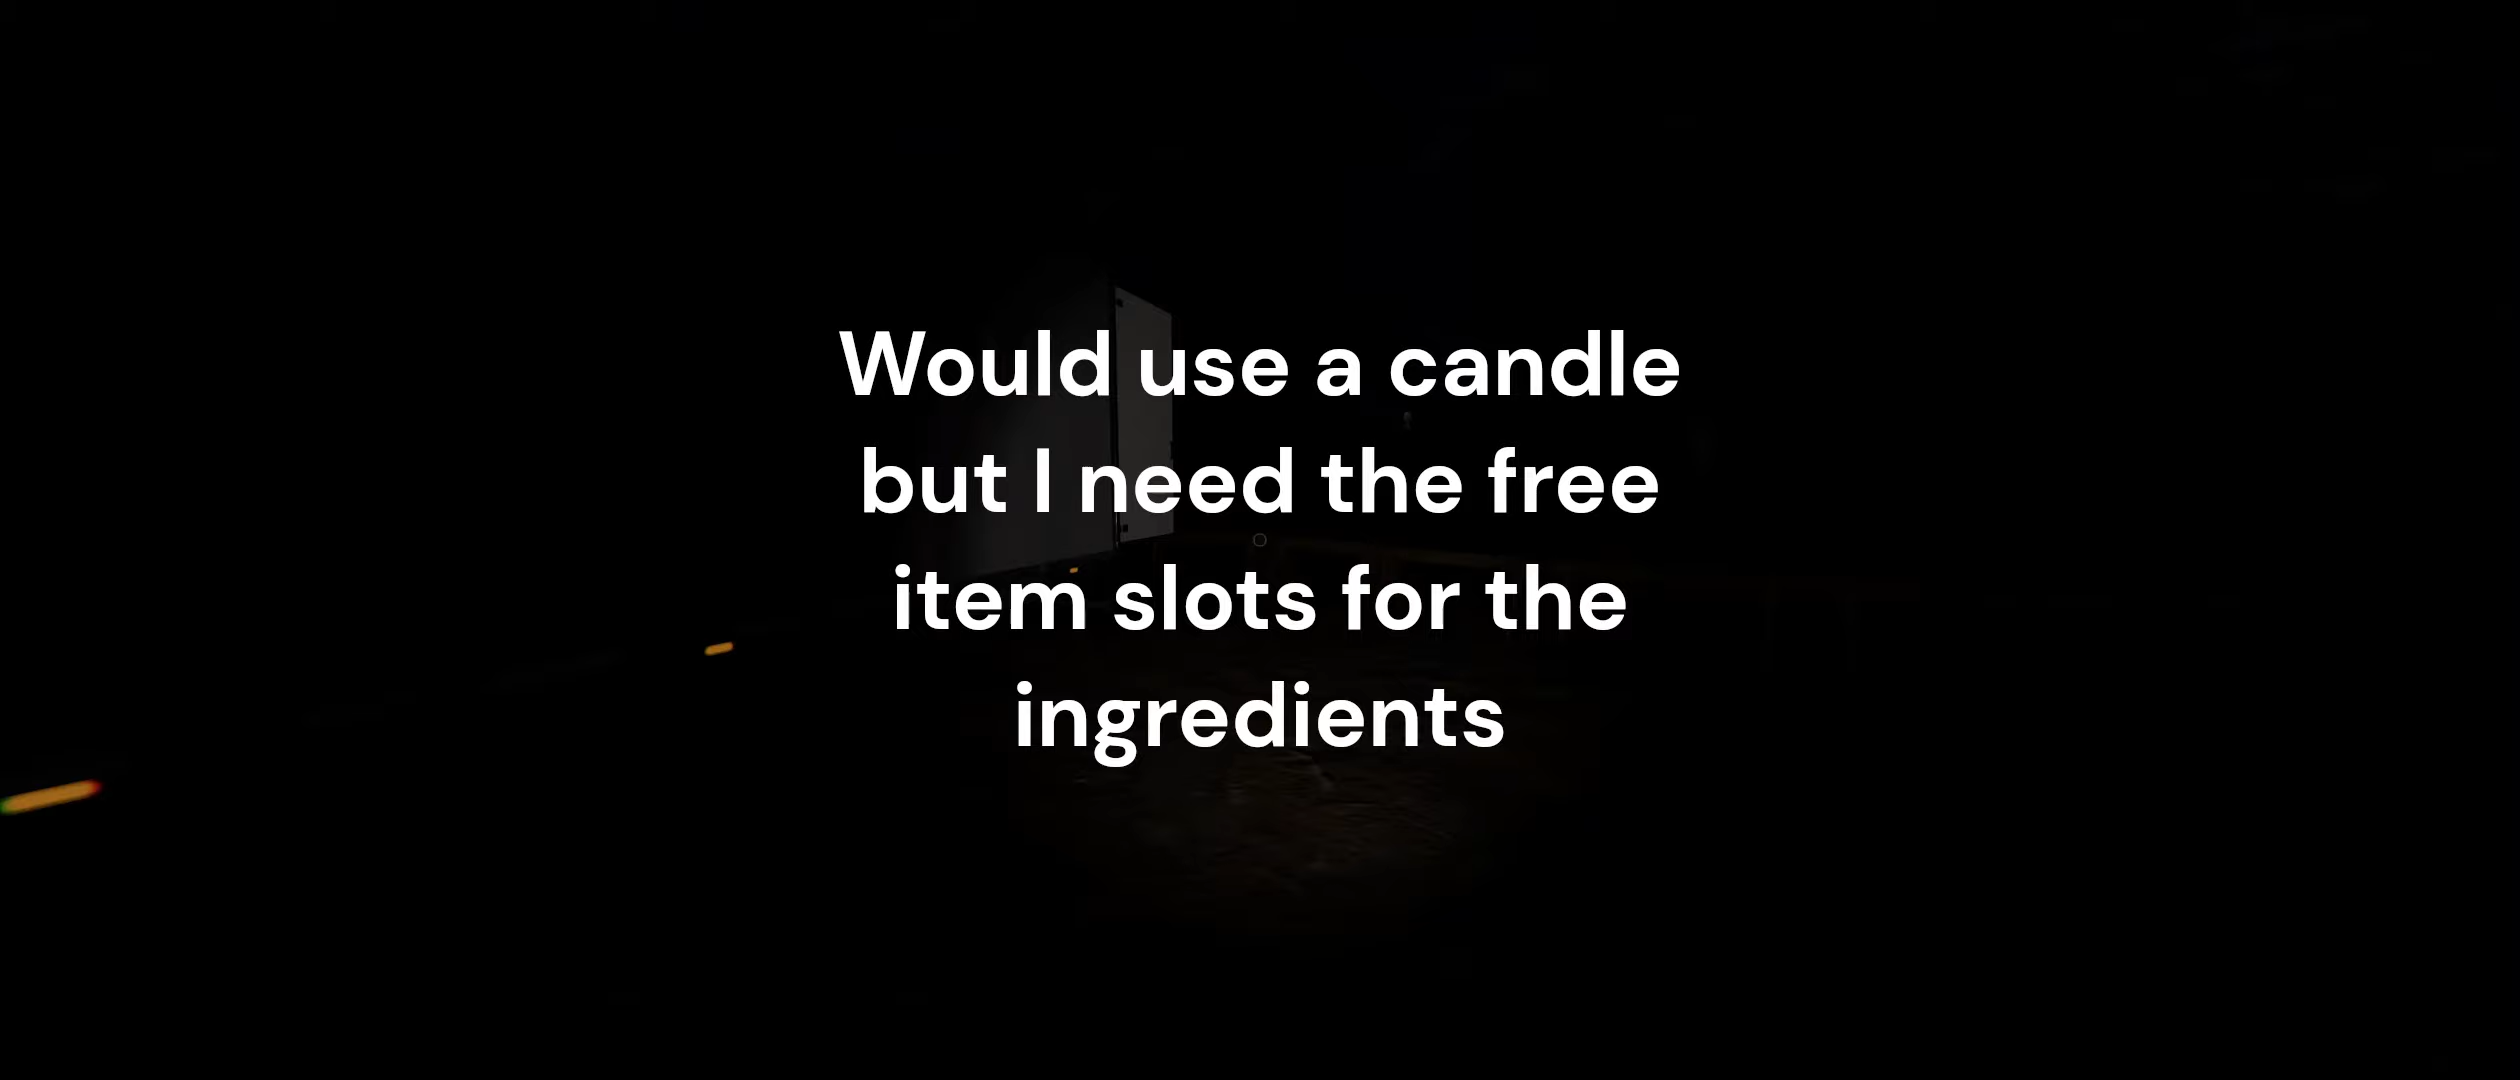 Would use a candle
but I need the free
item slots for the
ingredients